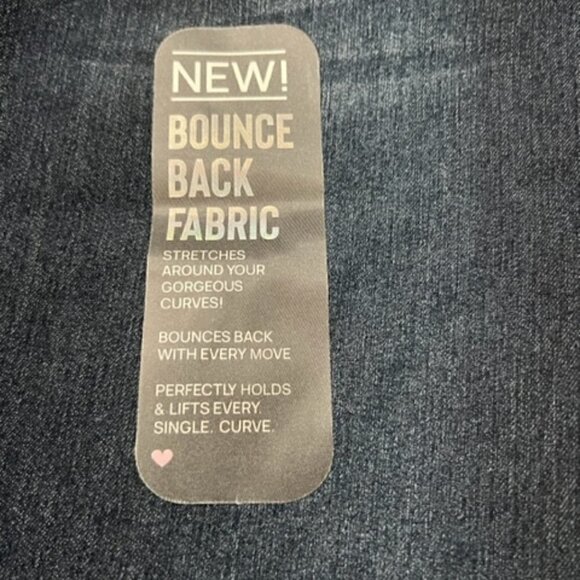 NEW!
BOUNCE
BACK
FABRIC
STRETCHES
AROUND YOUR
GORGEOUS
CURVES!
BOUNCES BACK
WITH EVERY MOVE
PERFECTLY HOLDS
& LIFTS EVERY.
SINGLE. CURVE.